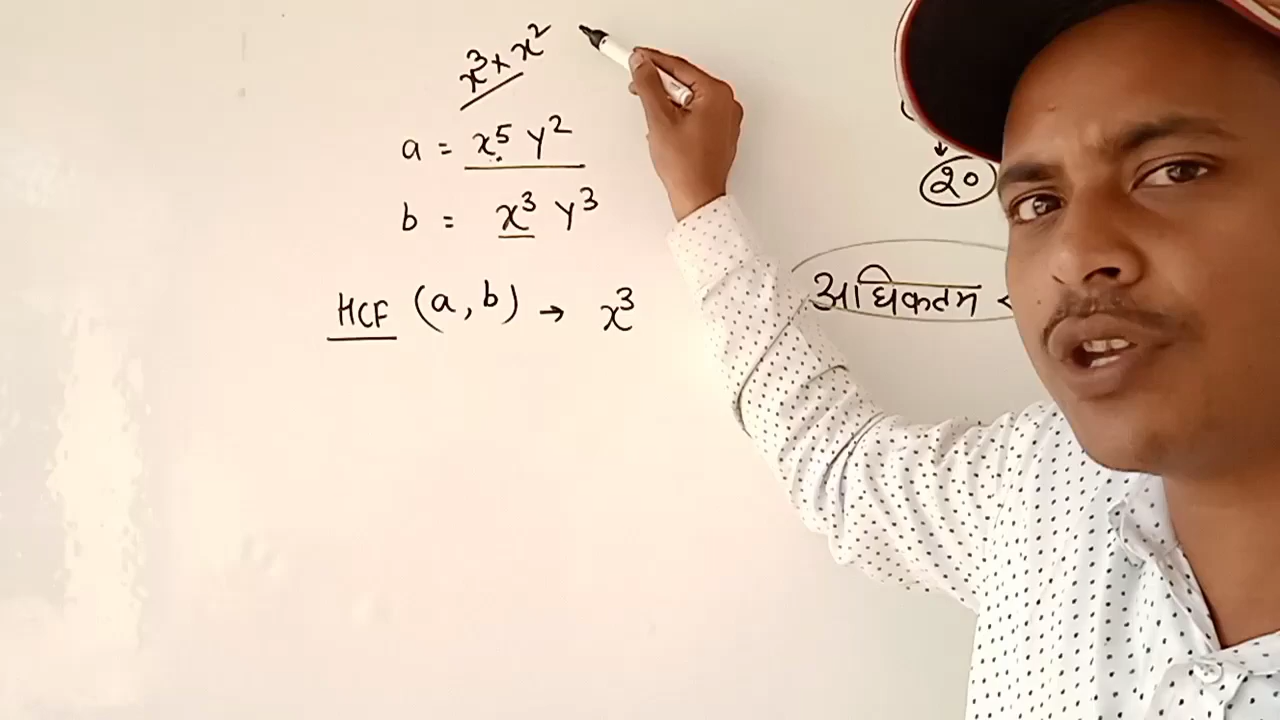 x³ × x²
a = x⁵ y²
b = x³ y³
HCF (a, b) → x³
↓
२०
अधिकतम <